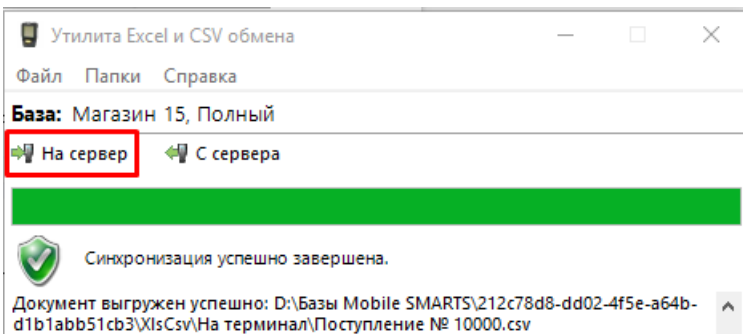 Утилита Excel и CSV обмена
Файл Папки Справка
База: Магазин 15, Полный
На сервер С сервера
Синхронизация успешно завершена.
Документ выгружен успешно: D:\Базы Mobile SMARTS\212c78d8-dd02-4f5e-a64b-
d1b1abb51cb3\XlsCsv\На терминал\Поступление № 10000.csv